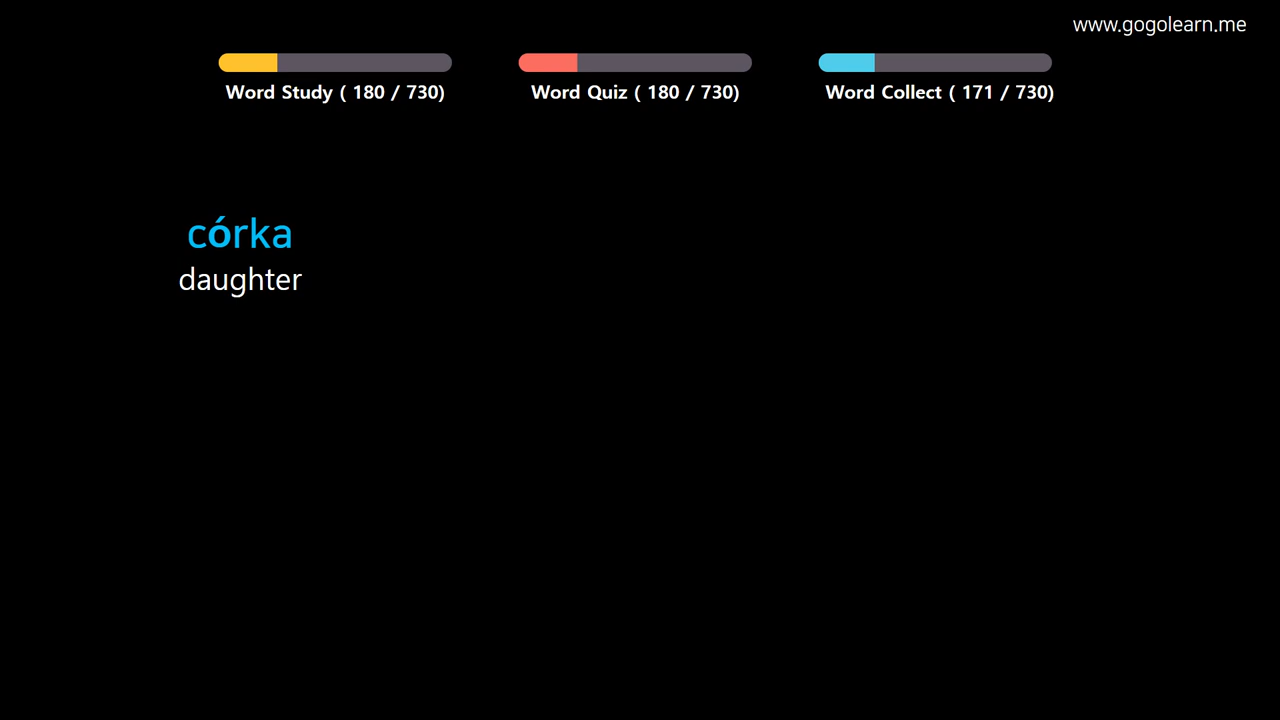 www.gogolearn.me
Word Study ( 180 / 730)
Word Quiz ( 180 / 730)
Word Collect ( 171 / 730)
córka
daughter